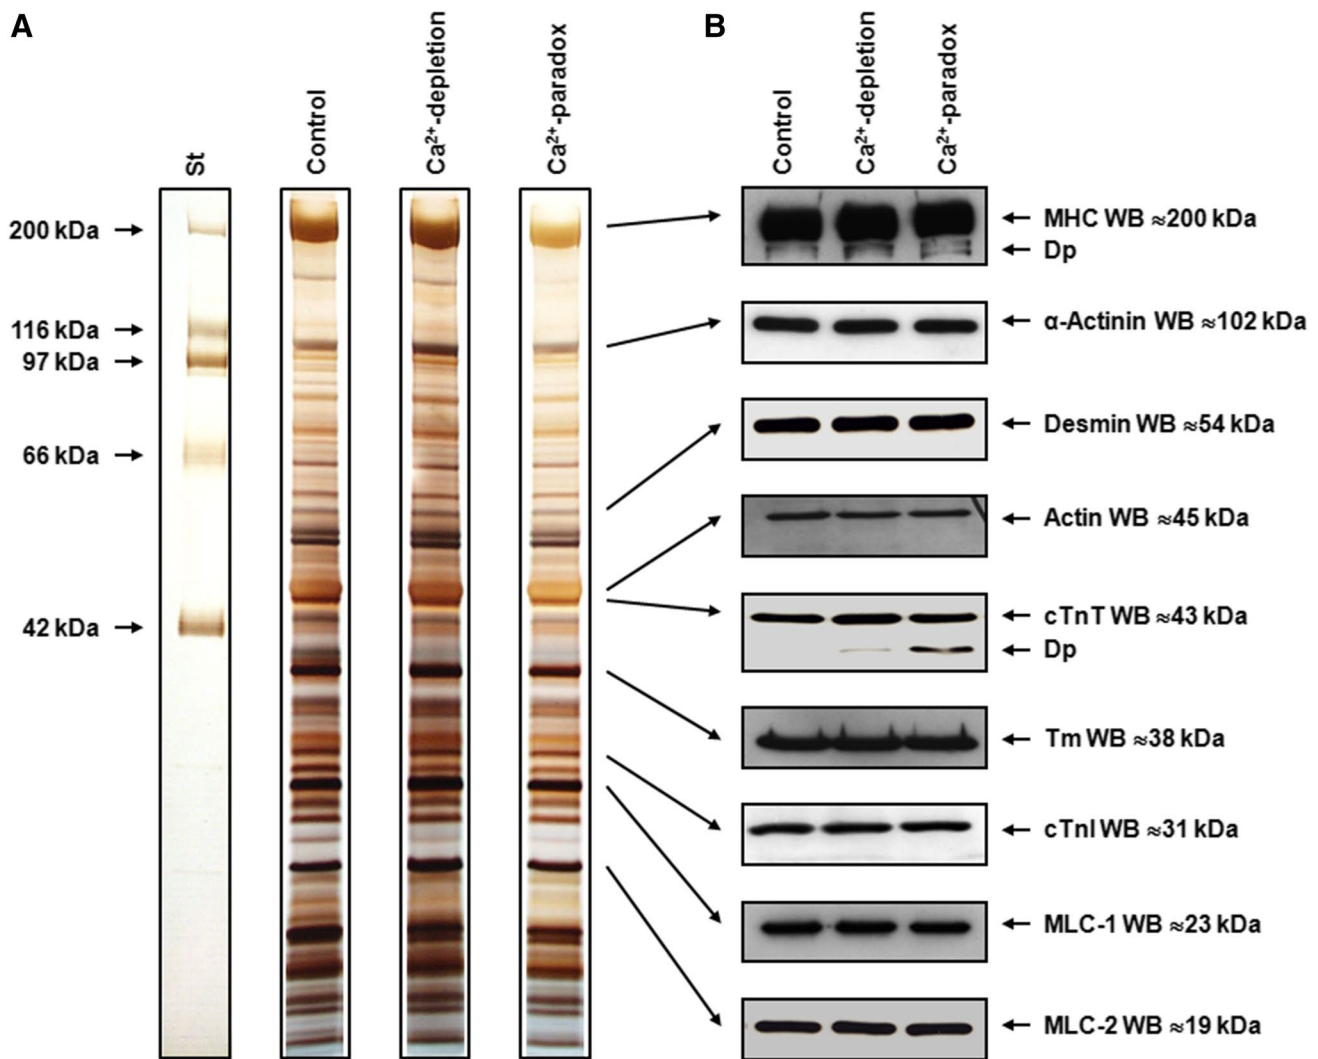 A
B
St
Control
Ca2+-depletion
Ca2+-paradox
Control
Ca2+-depletion
Ca2+-paradox
200 kDa
116 kDa
97 kDa
66 kDa
42 kDa
MHC WB ≈200 kDa
Dp
α-Actinin WB ≈102 kDa
Desmin WB ≈54 kDa
Actin WB ≈45 kDa
cTnT WB ≈43 kDa
Dp
Tm WB ≈38 kDa
cTnI WB ≈31 kDa
MLC-1 WB ≈23 kDa
MLC-2 WB ≈19 kDa